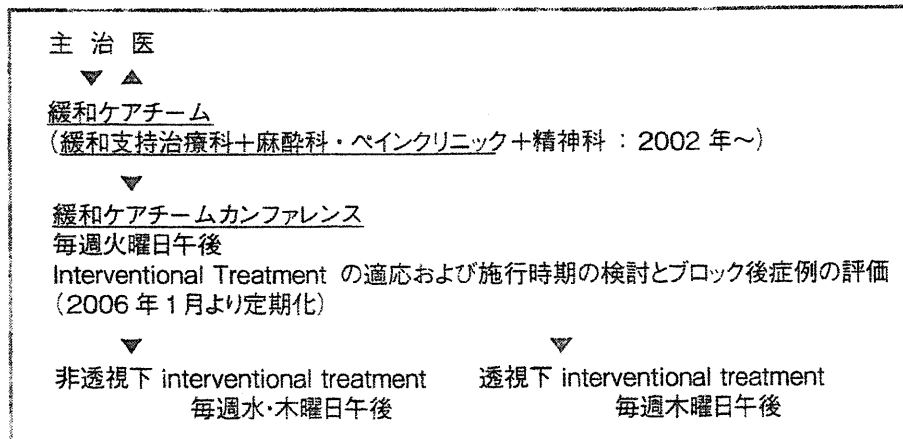 主 治 医
▼ ▲
緩和ケアチーム
(緩和支持治療科+麻酔科・ペインクリニック+精神科 : 2002 年~)
▼
緩和ケアチームカンファレンス
毎週火曜日午後
Interventional Treatment の適応および施行時期の検討とブロック後症例の評価
(2006 年 1 月より定期化)
▼ ▼
非透視下 interventional treatment 透視下 interventional treatment
毎週水・木曜日午後 毎週木曜日午後